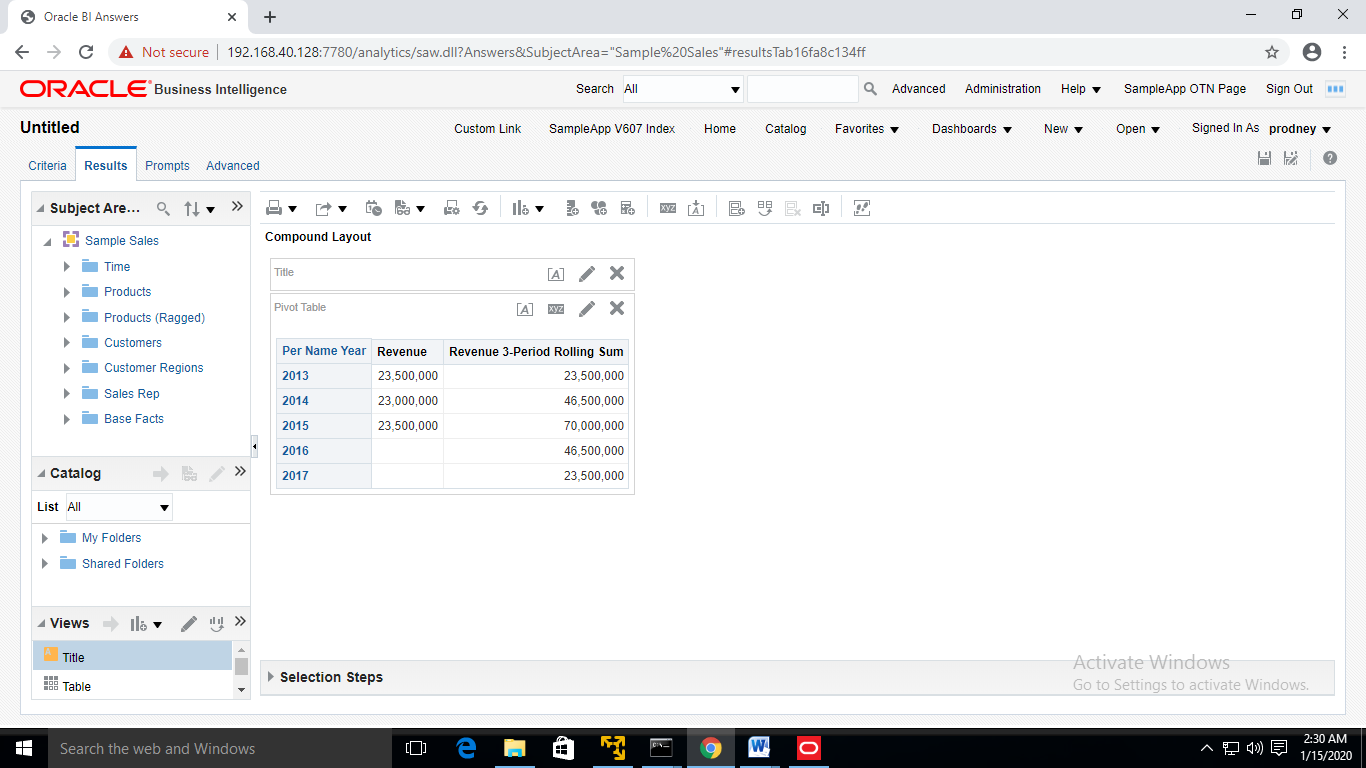 Oracle BI Answers
Not secure 192.168.40.128:7780/analytics/saw.dll?Answers&SubjectArea="Sample%20Sales"#resultsTab16fa8c134ff
ORACLE Business Intelligence Search All Advanced Administration Help SampleApp OTN Page Sign Out
Untitled Custom Link SampleApp V607 Index Home Catalog Favorites Dashboards New Open Signed In As prodney
Criteria Results Prompts Advanced
Subject Are...
Compound Layout
Sample Sales
Time
Products
Products (Ragged)
Customers
Customer Regions
Sales Rep
Base Facts
Title
Pivot Table
Per Name Year Revenue Revenue 3-Period Rolling Sum
2013 23,500,000 23,500,000
2014 23,000,000 46,500,000
2015 23,500,000 70,000,000
2016 46,500,000
2017 23,500,000
Catalog
List All
My Folders
Shared Folders
Views
Title
Table
Selection Steps
Activate Windows
Go to Settings to activate Windows.
Search the web and Windows
2:30 AM
1/15/2020